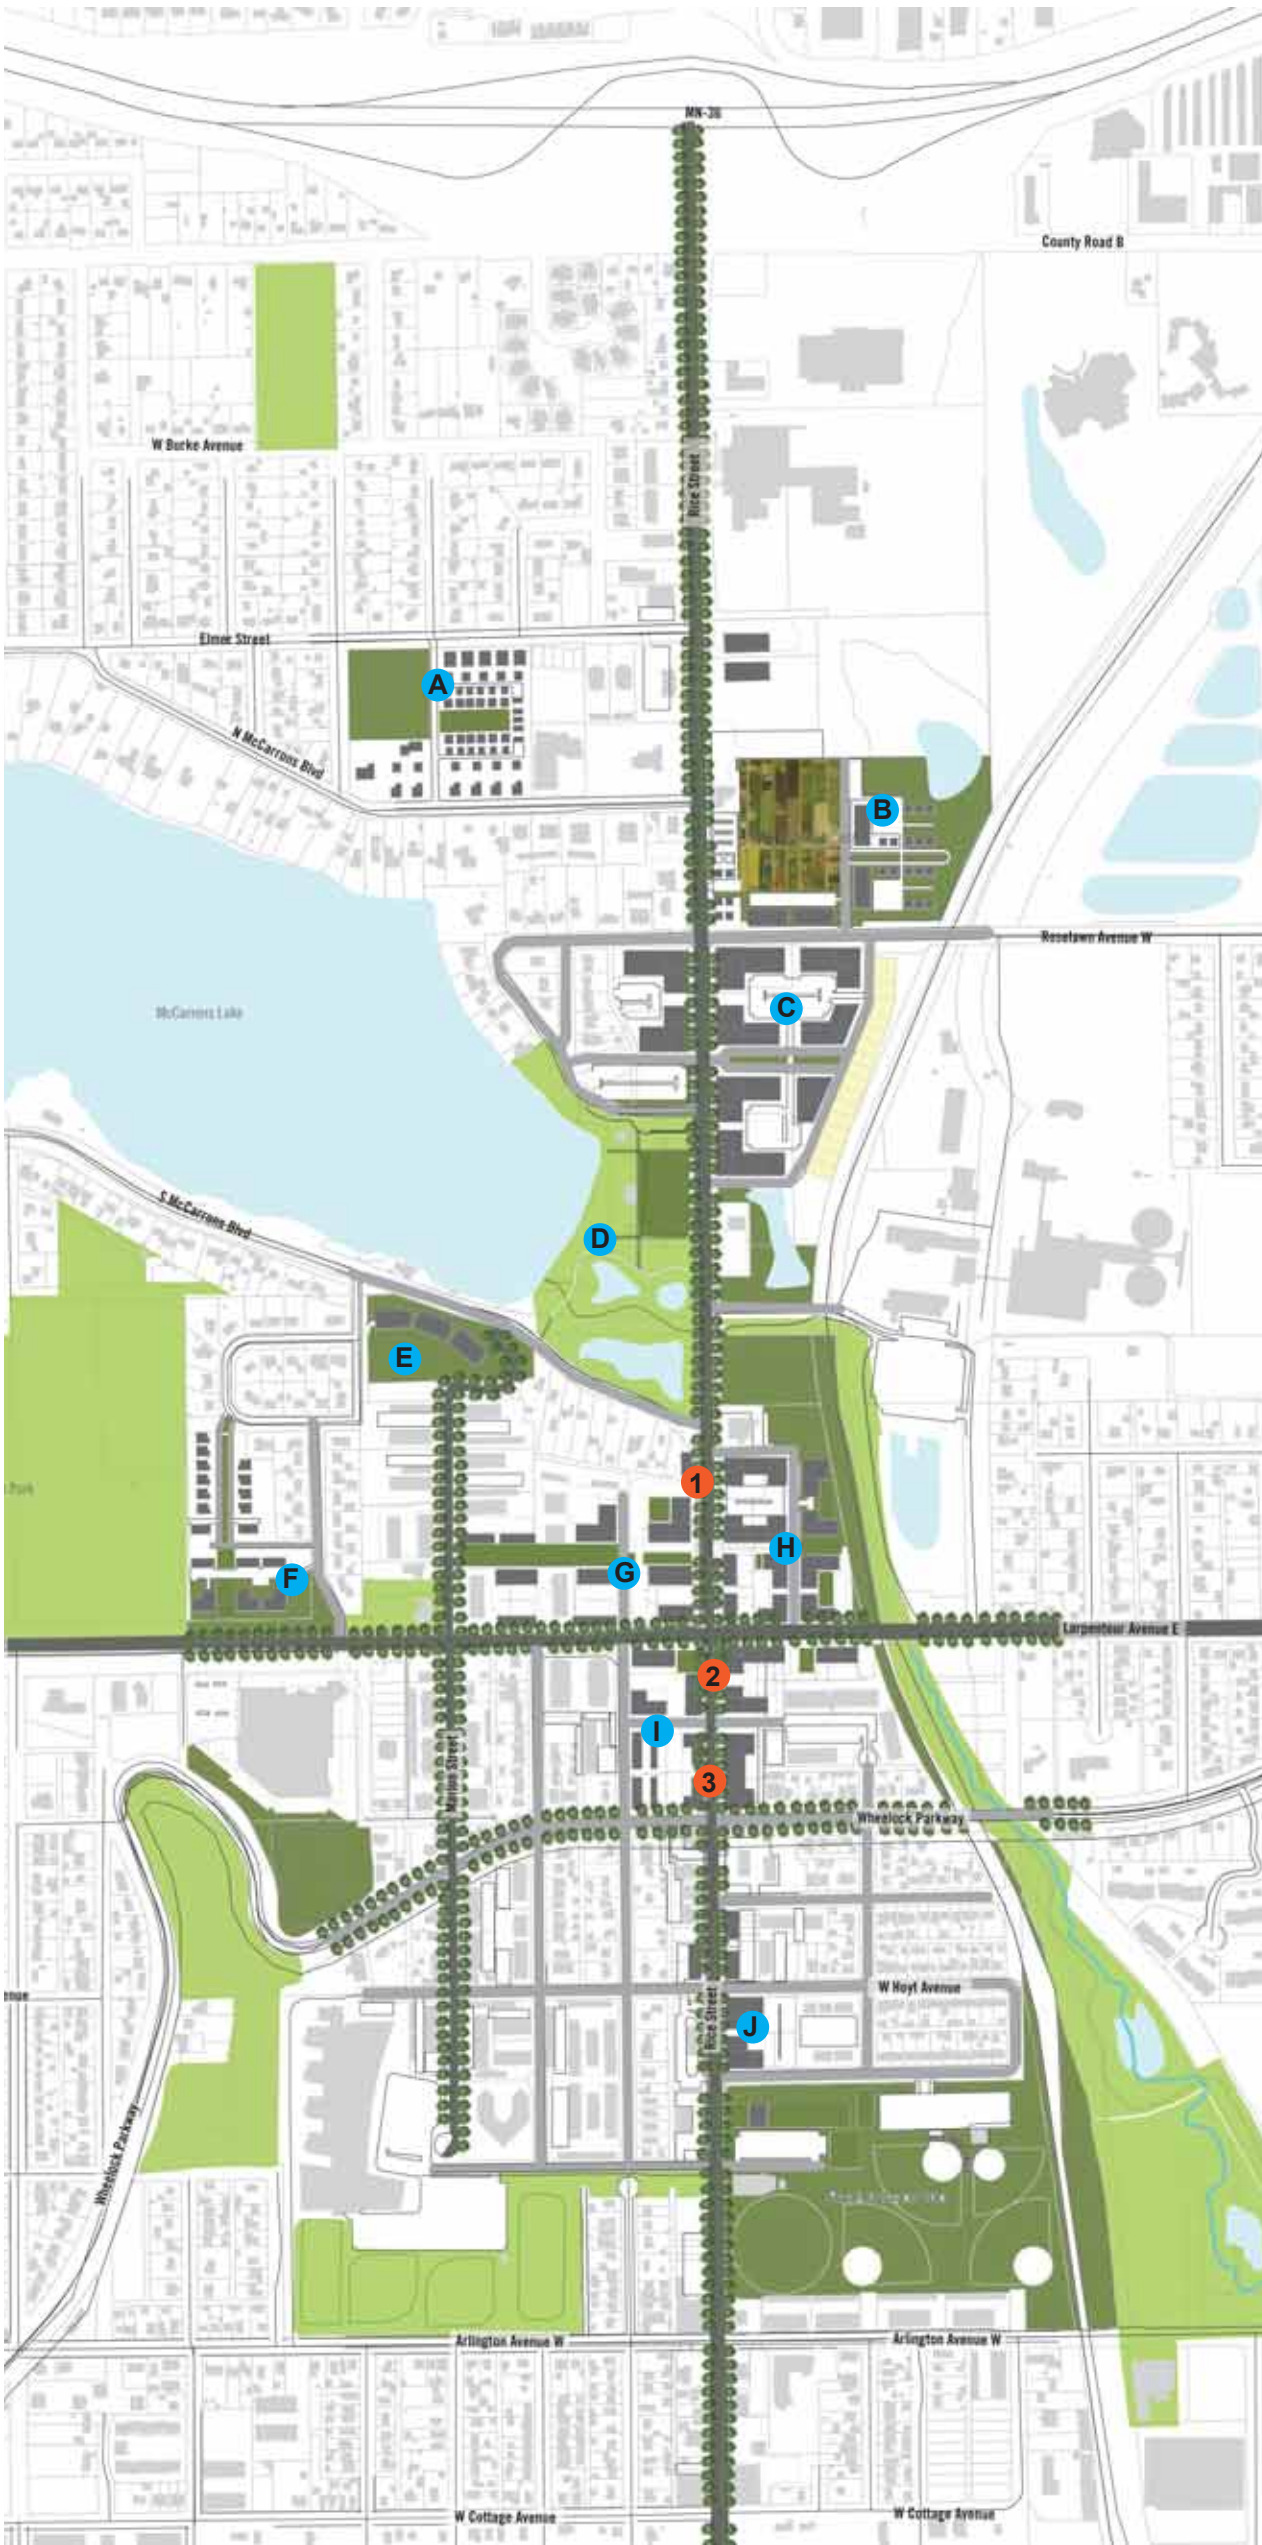 MN-36
County Road B
W Burke Avenue
Rice Street
Elmer Street
A
N McCarrons Blvd
B
Roselawn Avenue W
McCarrons Lake
C
S McCarrons Blvd
D
E
Park
1
H
F
G
Larpenteur Avenue E
2
I
Marion Street
3
Wheelock Parkway
W Hoyt Avenue
Rice Street
J
Wheelock Parkway
Arlington Avenue W
Arlington Avenue W
W Cottage Avenue
W Cottage Avenue